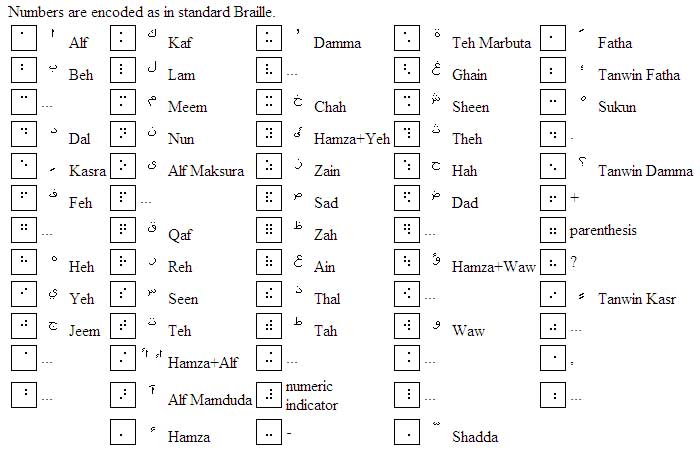 Numbers are encoded as in standard Braille.
ا Alf ك Kaf ُ Damma ة Teh Marbuta َ Fatha
ب Beh ل Lam ... غ Ghain Tanwin Fatha
... م Meem خ Chah ش Sheen ْ Sukun
د Dal ن Nun ئ Hamza+Yeh ث Theh .
ِ Kasra ى Alf Maksura ز Zain ح Hah Tanwin Damma
ف Feh ... ص Sad ض Dad +
... ق Qaf ظ Zah ... parenthesis
ه Heh ر Reh ع Ain ؤ Hamza+Waw ?
ي Yeh س Seen ذ Thal ... Tanwin Kasr
ج Jeem ت Teh ط Tah و Waw ...
... أ إ Hamza+Alf ... ...
... آ Alf Mamduda numeric indicator ... ...
ء Hamza - ّ Shadda